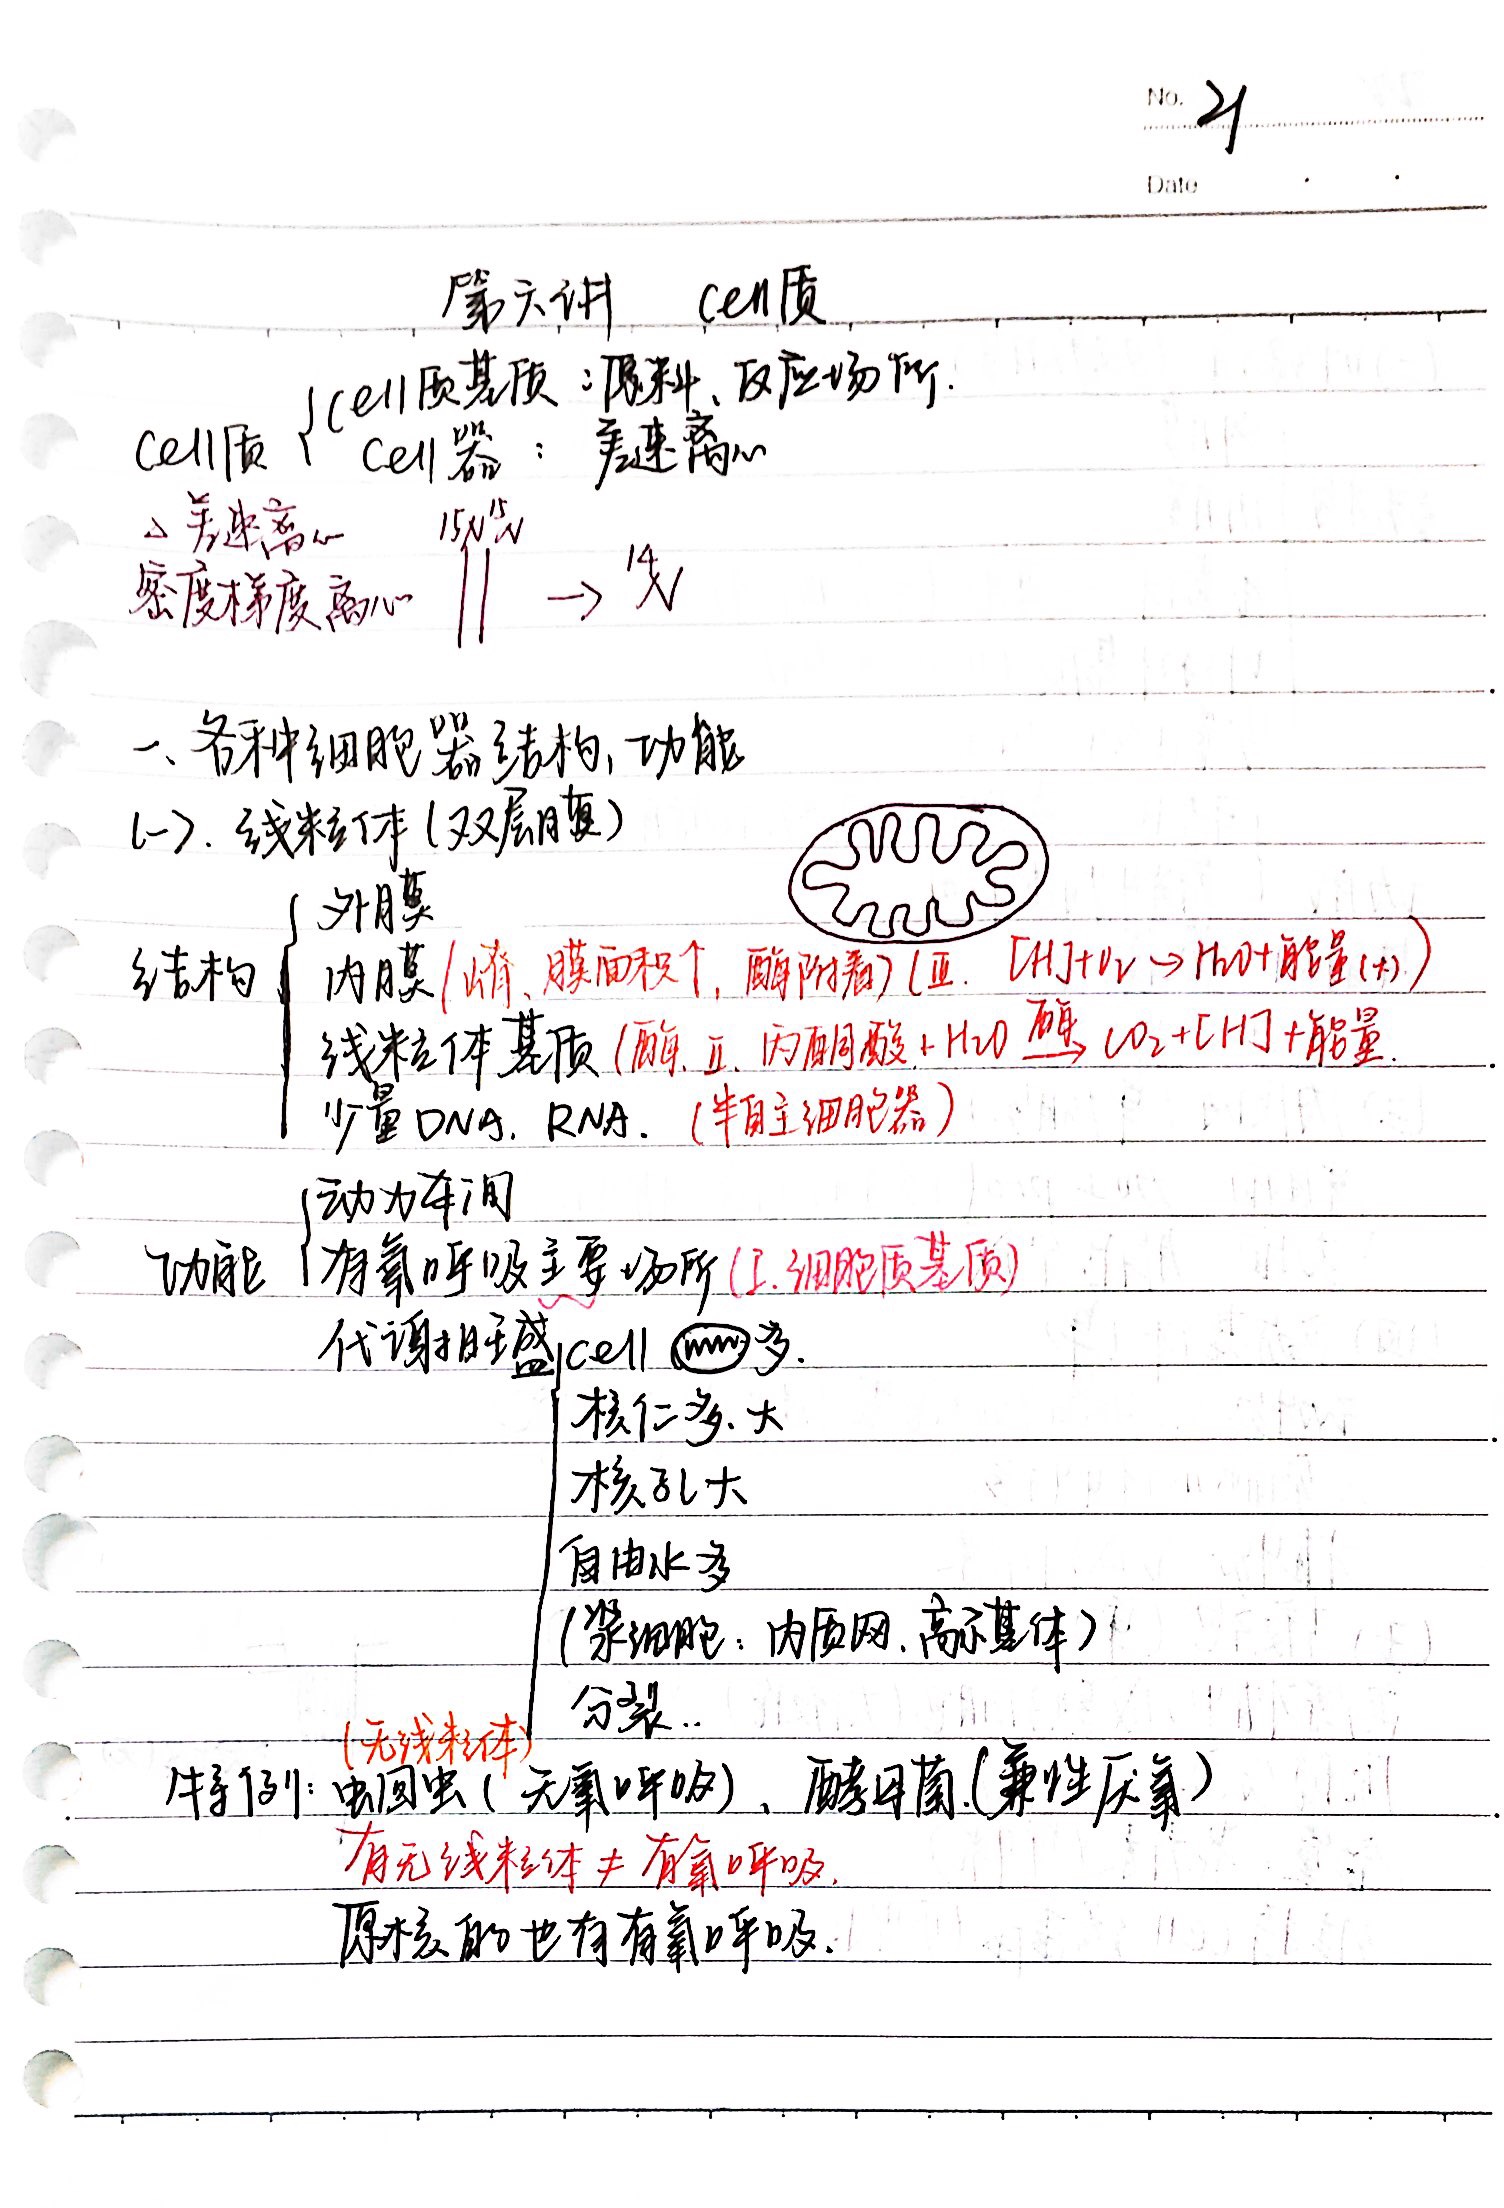 No. 21
Date
第六讲 cell质
cell质 { cell质基质:原料、反应场所.
cell器: 差速离心
△差速离心 15N 15N
密度梯度离心 || → 14N
一、各种细胞器结构,功能
(一). 线粒体(双层膜)
结构 { 外膜
内膜(嵴、膜面积↑,酶附着)(Ⅲ. [H]+O₂→H₂O+能量(大))
线粒体基质(酶.Ⅱ.丙酮酸+H₂O 酶→ CO₂+[H]+能量.
少量DNA. RNA. (半自主细胞器)
功能 { 动力车间
有氧呼吸主要场所(Ⅰ.细胞质基质)
代谢旺盛 cell 多.
核仁多.大
核孔大
自由水多
(浆细胞:内质网.高尔基体)
分裂..
(无线粒体)
特例: 蛔虫(无氧呼吸)、酵母菌.(兼性厌氧)
有无线粒体≠有氧呼吸.
原核的也有有氧呼吸.